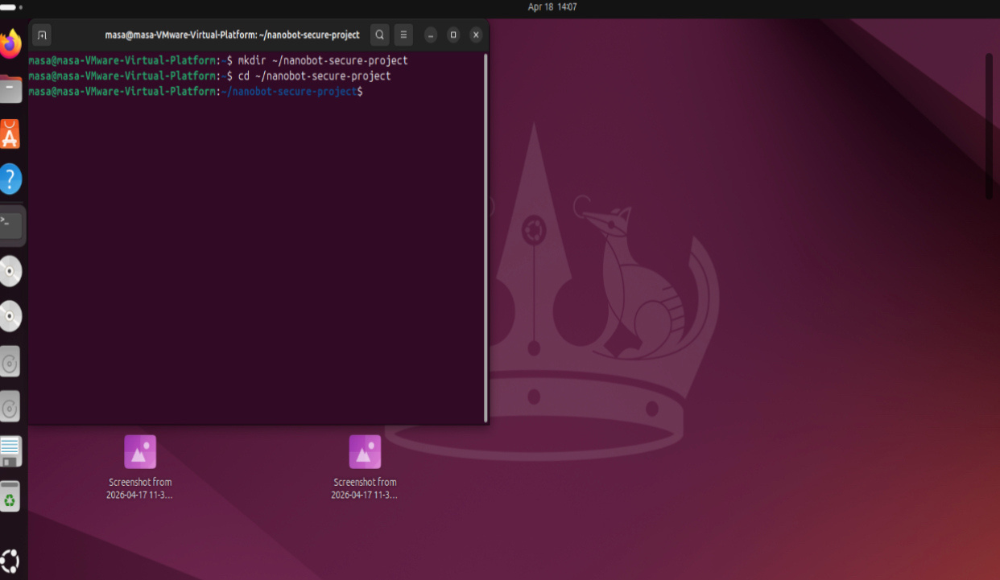 Apr 18 14:07
masa@masa-VMware-Virtual-Platform: ~/nanobot-secure-project
masa@masa-VMware-Virtual-Platform:~$ mkdir ~/nanobot-secure-project
masa@masa-VMware-Virtual-Platform:~$ cd ~/nanobot-secure-project
masa@masa-VMware-Virtual-Platform:~/nanobot-secure-project$
Screenshot from
2026-04-17 11-3...
Screenshot from
2026-04-17 11-3...